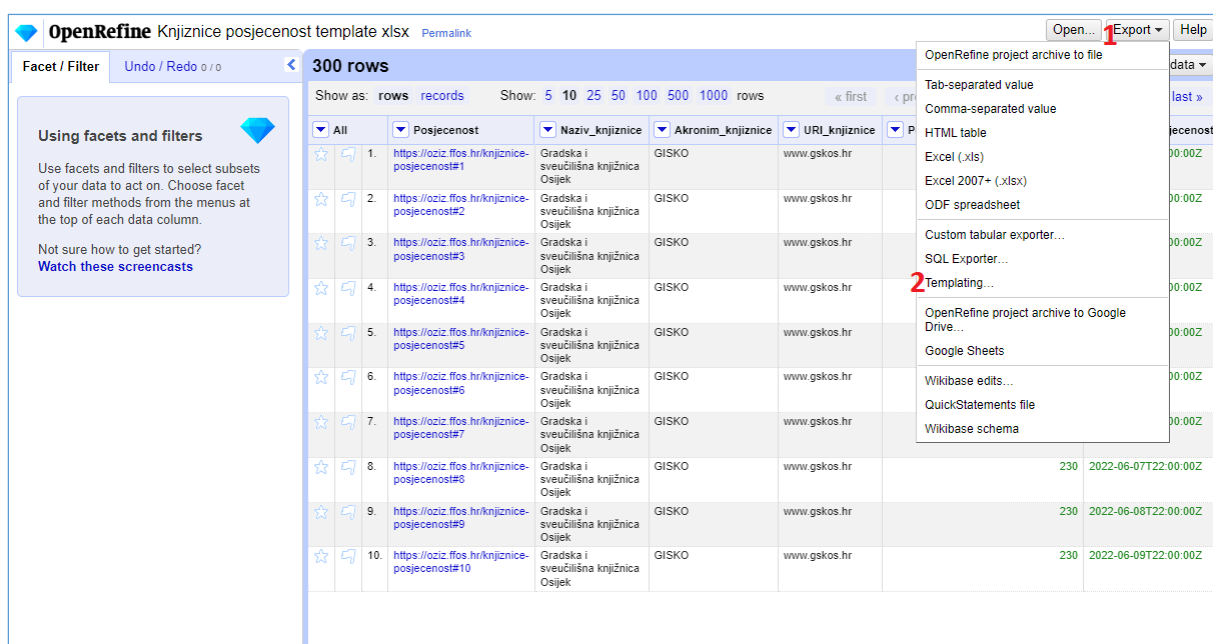 OpenRefine Knjiznice posjecenost template xlsx Permalink
Open... 1 Export Help
Facet / Filter Undo / Redo 0 / 0
Using facets and filters
Use facets and filters to select subsets
of your data to act on. Choose facet
and filter methods from the menus at
the top of each data column.
Not sure how to get started?
Watch these screencasts
300 rows
Show as: rows records Show: 5 10 25 50 100 500 1000 rows « first last »
All Posjecenost Naziv_knjiznice Akronim_knjiznice URI_knjiznice
1. https://oziz.ffos.hr/knjiznice- Gradska i GISKO www.gskos.hr
posjecenost#1 sveučilišna knjižnica
Osijek
2. https://oziz.ffos.hr/knjiznice- Gradska i GISKO www.gskos.hr
posjecenost#2 sveučilišna knjižnica
Osijek
3. https://oziz.ffos.hr/knjiznice- Gradska i GISKO www.gskos.hr
posjecenost#3 sveučilišna knjižnica
Osijek
4. https://oziz.ffos.hr/knjiznice- Gradska i GISKO www.gskos.hr
posjecenost#4 sveučilišna knjižnica
Osijek
5. https://oziz.ffos.hr/knjiznice- Gradska i GISKO www.gskos.hr
posjecenost#5 sveučilišna knjižnica
Osijek
6. https://oziz.ffos.hr/knjiznice- Gradska i GISKO www.gskos.hr
posjecenost#6 sveučilišna knjižnica
Osijek
7. https://oziz.ffos.hr/knjiznice- Gradska i GISKO www.gskos.hr
posjecenost#7 sveučilišna knjižnica
Osijek
8. https://oziz.ffos.hr/knjiznice- Gradska i GISKO www.gskos.hr 230 2022-06-07T22:00:00Z
posjecenost#8 sveučilišna knjižnica
Osijek
9. https://oziz.ffos.hr/knjiznice- Gradska i GISKO www.gskos.hr 230 2022-06-08T22:00:00Z
posjecenost#9 sveučilišna knjižnica
Osijek
10. https://oziz.ffos.hr/knjiznice- Gradska i GISKO www.gskos.hr 230 2022-06-09T22:00:00Z
posjecenost#10 sveučilišna knjižnica
Osijek
OpenRefine project archive to file
Tab-separated value
Comma-separated value
HTML table
Excel (.xls)
Excel 2007+ (.xlsx)
ODF spreadsheet
Custom tabular exporter...
SQL Exporter...
2 Templating...
OpenRefine project archive to Google
Drive...
Google Sheets
Wikibase edits...
QuickStatements file
Wikibase schema